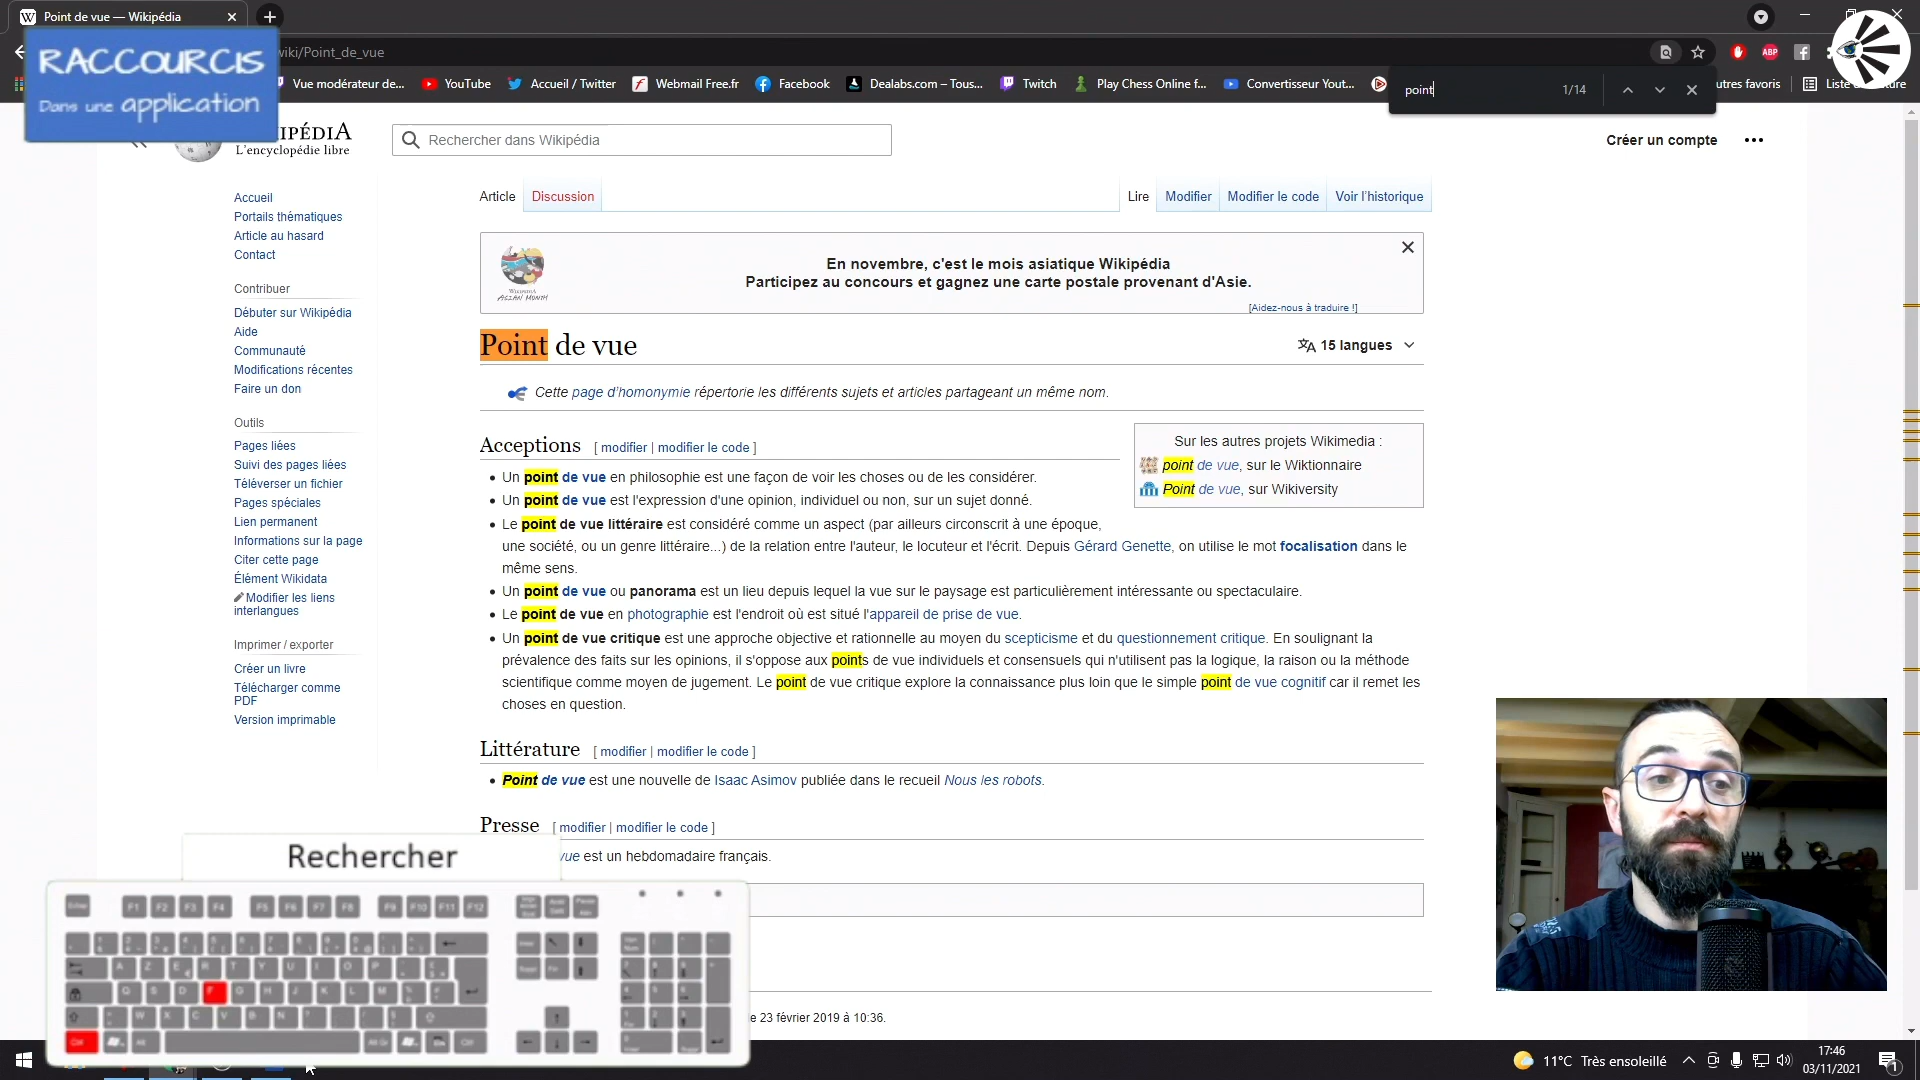 Point de vue — Wikipédia
RACCOURCIS
Dans une application
wiki/Point_de_vue
Vue modérateur de...
YouTube
Accueil / Twitter
Webmail Free.fr
Facebook
Dealabs.com – Tous...
Twitch
Play Chess Online f...
Convertisseur Yout...
autres favoris
point
1/14
L'encyclopédie libre
Rechercher dans Wikipédia
Créer un compte
Article
Discussion
Lire
Modifier
Modifier le code
Voir l'historique
Accueil
Portails thématiques
Article au hasard
Contact
Contribuer
Débuter sur Wikipédia
Aide
Communauté
Modifications récentes
Faire un don
Outils
Pages liées
Suivi des pages liées
Téléverser un fichier
Pages spéciales
Lien permanent
Informations sur la page
Citer cette page
Élément Wikidata
Modifier les liens
interlangues
Imprimer / exporter
Créer un livre
Télécharger comme
PDF
Version imprimable
WIKIPEDIA
ASIAN MONTH
En novembre, c'est le mois asiatique Wikipédia
Participez au concours et gagnez une carte postale provenant d'Asie.
[Aidez-nous à traduire !]
Point de vue
15 langues
Cette page d'homonymie répertorie les différents sujets et articles partageant un même nom.
Acceptions [ modifier | modifier le code ]
Sur les autres projets Wikimedia :
point de vue, sur le Wiktionnaire
Point de vue, sur Wikiversity
Un point de vue en philosophie est une façon de voir les choses ou de les considérer.
Un point de vue est l'expression d'une opinion, individuel ou non, sur un sujet donné.
Le point de vue littéraire est considéré comme un aspect (par ailleurs circonscrit à une époque,
une société, ou un genre littéraire...) de la relation entre l'auteur, le locuteur et l'écrit. Depuis Gérard Genette, on utilise le mot focalisation dans le
même sens.
Un point de vue ou panorama est un lieu depuis lequel la vue sur le paysage est particulièrement intéressante ou spectaculaire.
Le point de vue en photographie est l'endroit où est situé l'appareil de prise de vue.
Un point de vue critique est une approche objective et rationnelle au moyen du scepticisme et du questionnement critique. En soulignant la
prévalence des faits sur les opinions, il s'oppose aux points de vue individuels et consensuels qui n'utilisent pas la logique, la raison ou la méthode
scientifique comme moyen de jugement. Le point de vue critique explore la connaissance plus loin que le simple point de vue cognitif car il remet les
choses en question.
Littérature [ modifier | modifier le code ]
Point de vue est une nouvelle de Isaac Asimov publiée dans le recueil Nous les robots.
Presse [ modifier | modifier le code ]
vue est un hebdomadaire français.
Rechercher
F1 F2 F3 F4 F5 F6 F7 F8 F9 F10 F11 F12
A Z E R T Y U I O P
Q S D F G H J K L M
W X C V B N
e 23 février 2019 à 10:36.
11°C Très ensoleillé
17:46
03/11/2021